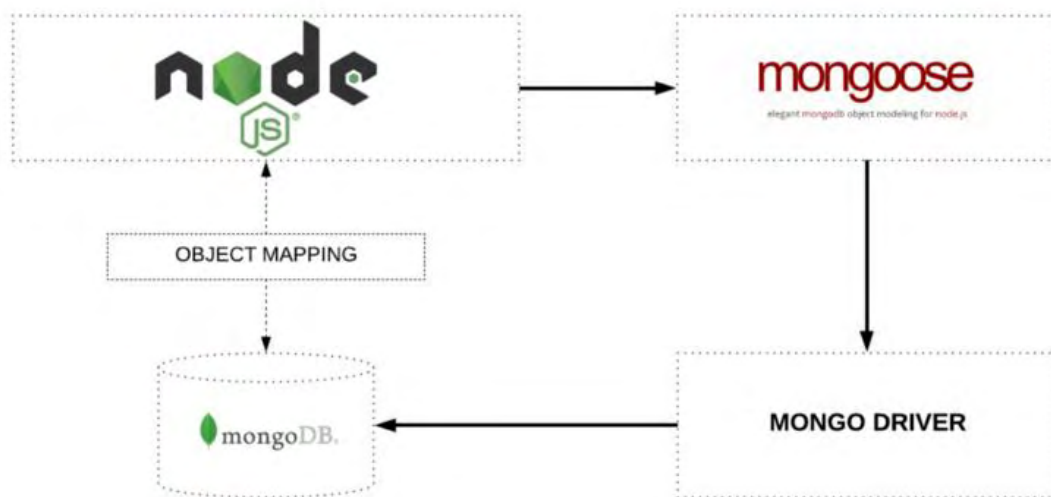 node
JS®
mongoose
elegant mongodb object modeling for node.js
OBJECT MAPPING
mongoDB.
MONGO DRIVER